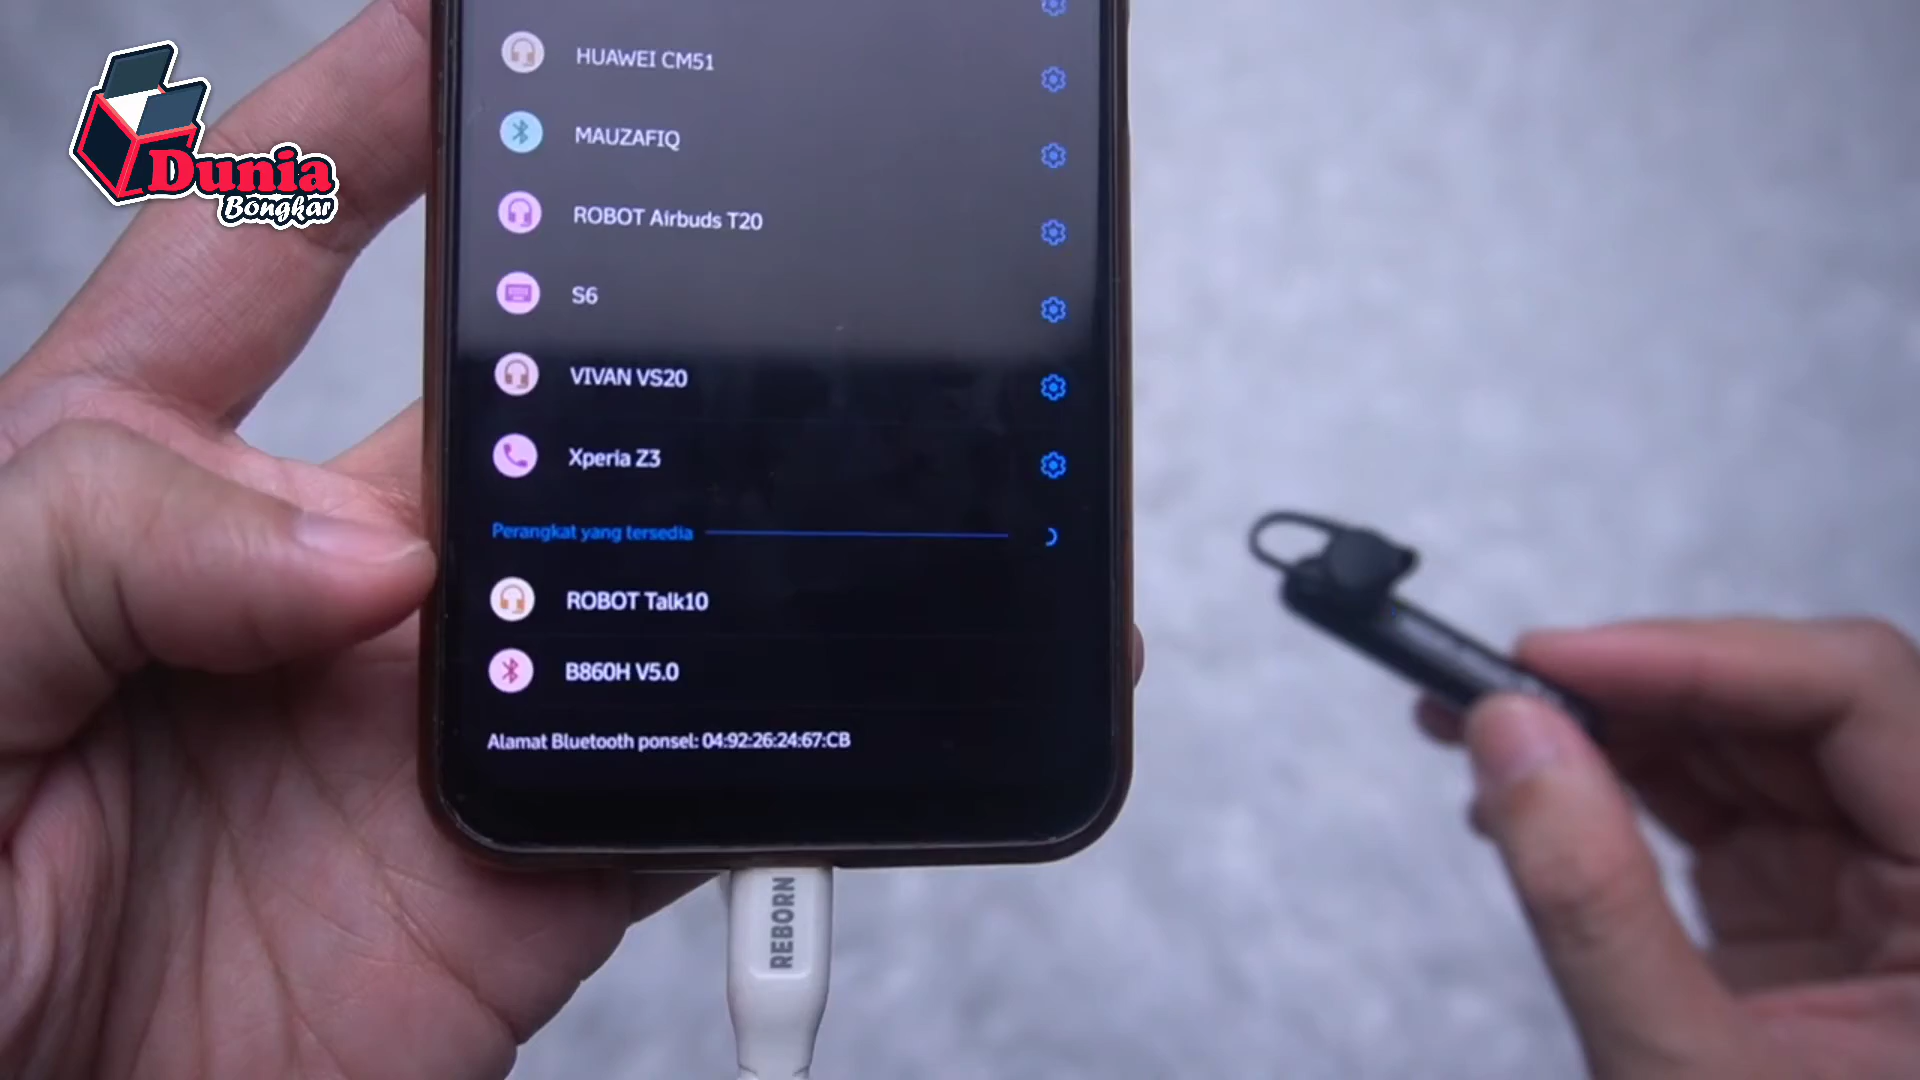 Dunia
Bongkar
HUAWEI CM51
MAUZAFIQ
ROBOT Airbuds T20
S6
VIVAN VS20
Xperia Z3
Perangkat yang tersedia
ROBOT Talk10
B860H V5.0
Alamat Bluetooth ponsel: 04:92:26:24:67:CB
REBORN